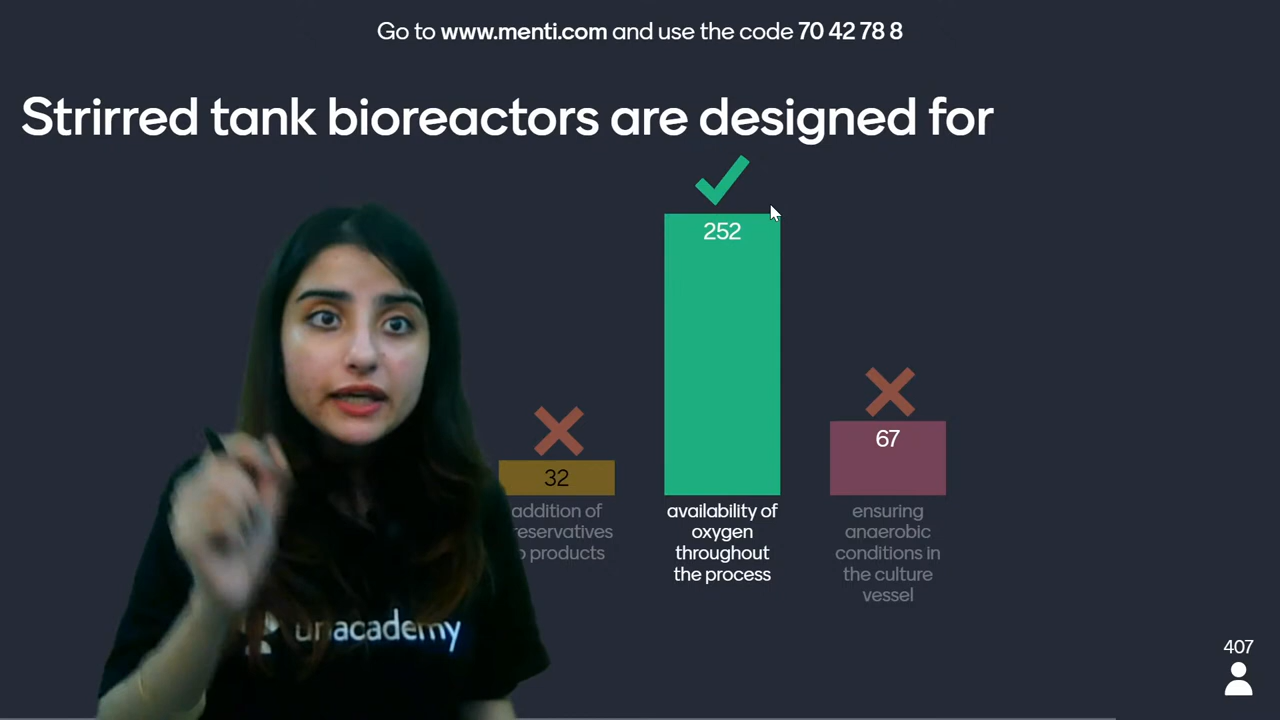 Go to www.menti.com and use the code 70 42 78 8
Strirred tank bioreactors are designed for
252
67
32
addition of
reservatives
products
availability of
oxygen
throughout
the process
ensuring
anaerobic
conditions in
the culture
vessel
unacademy
407